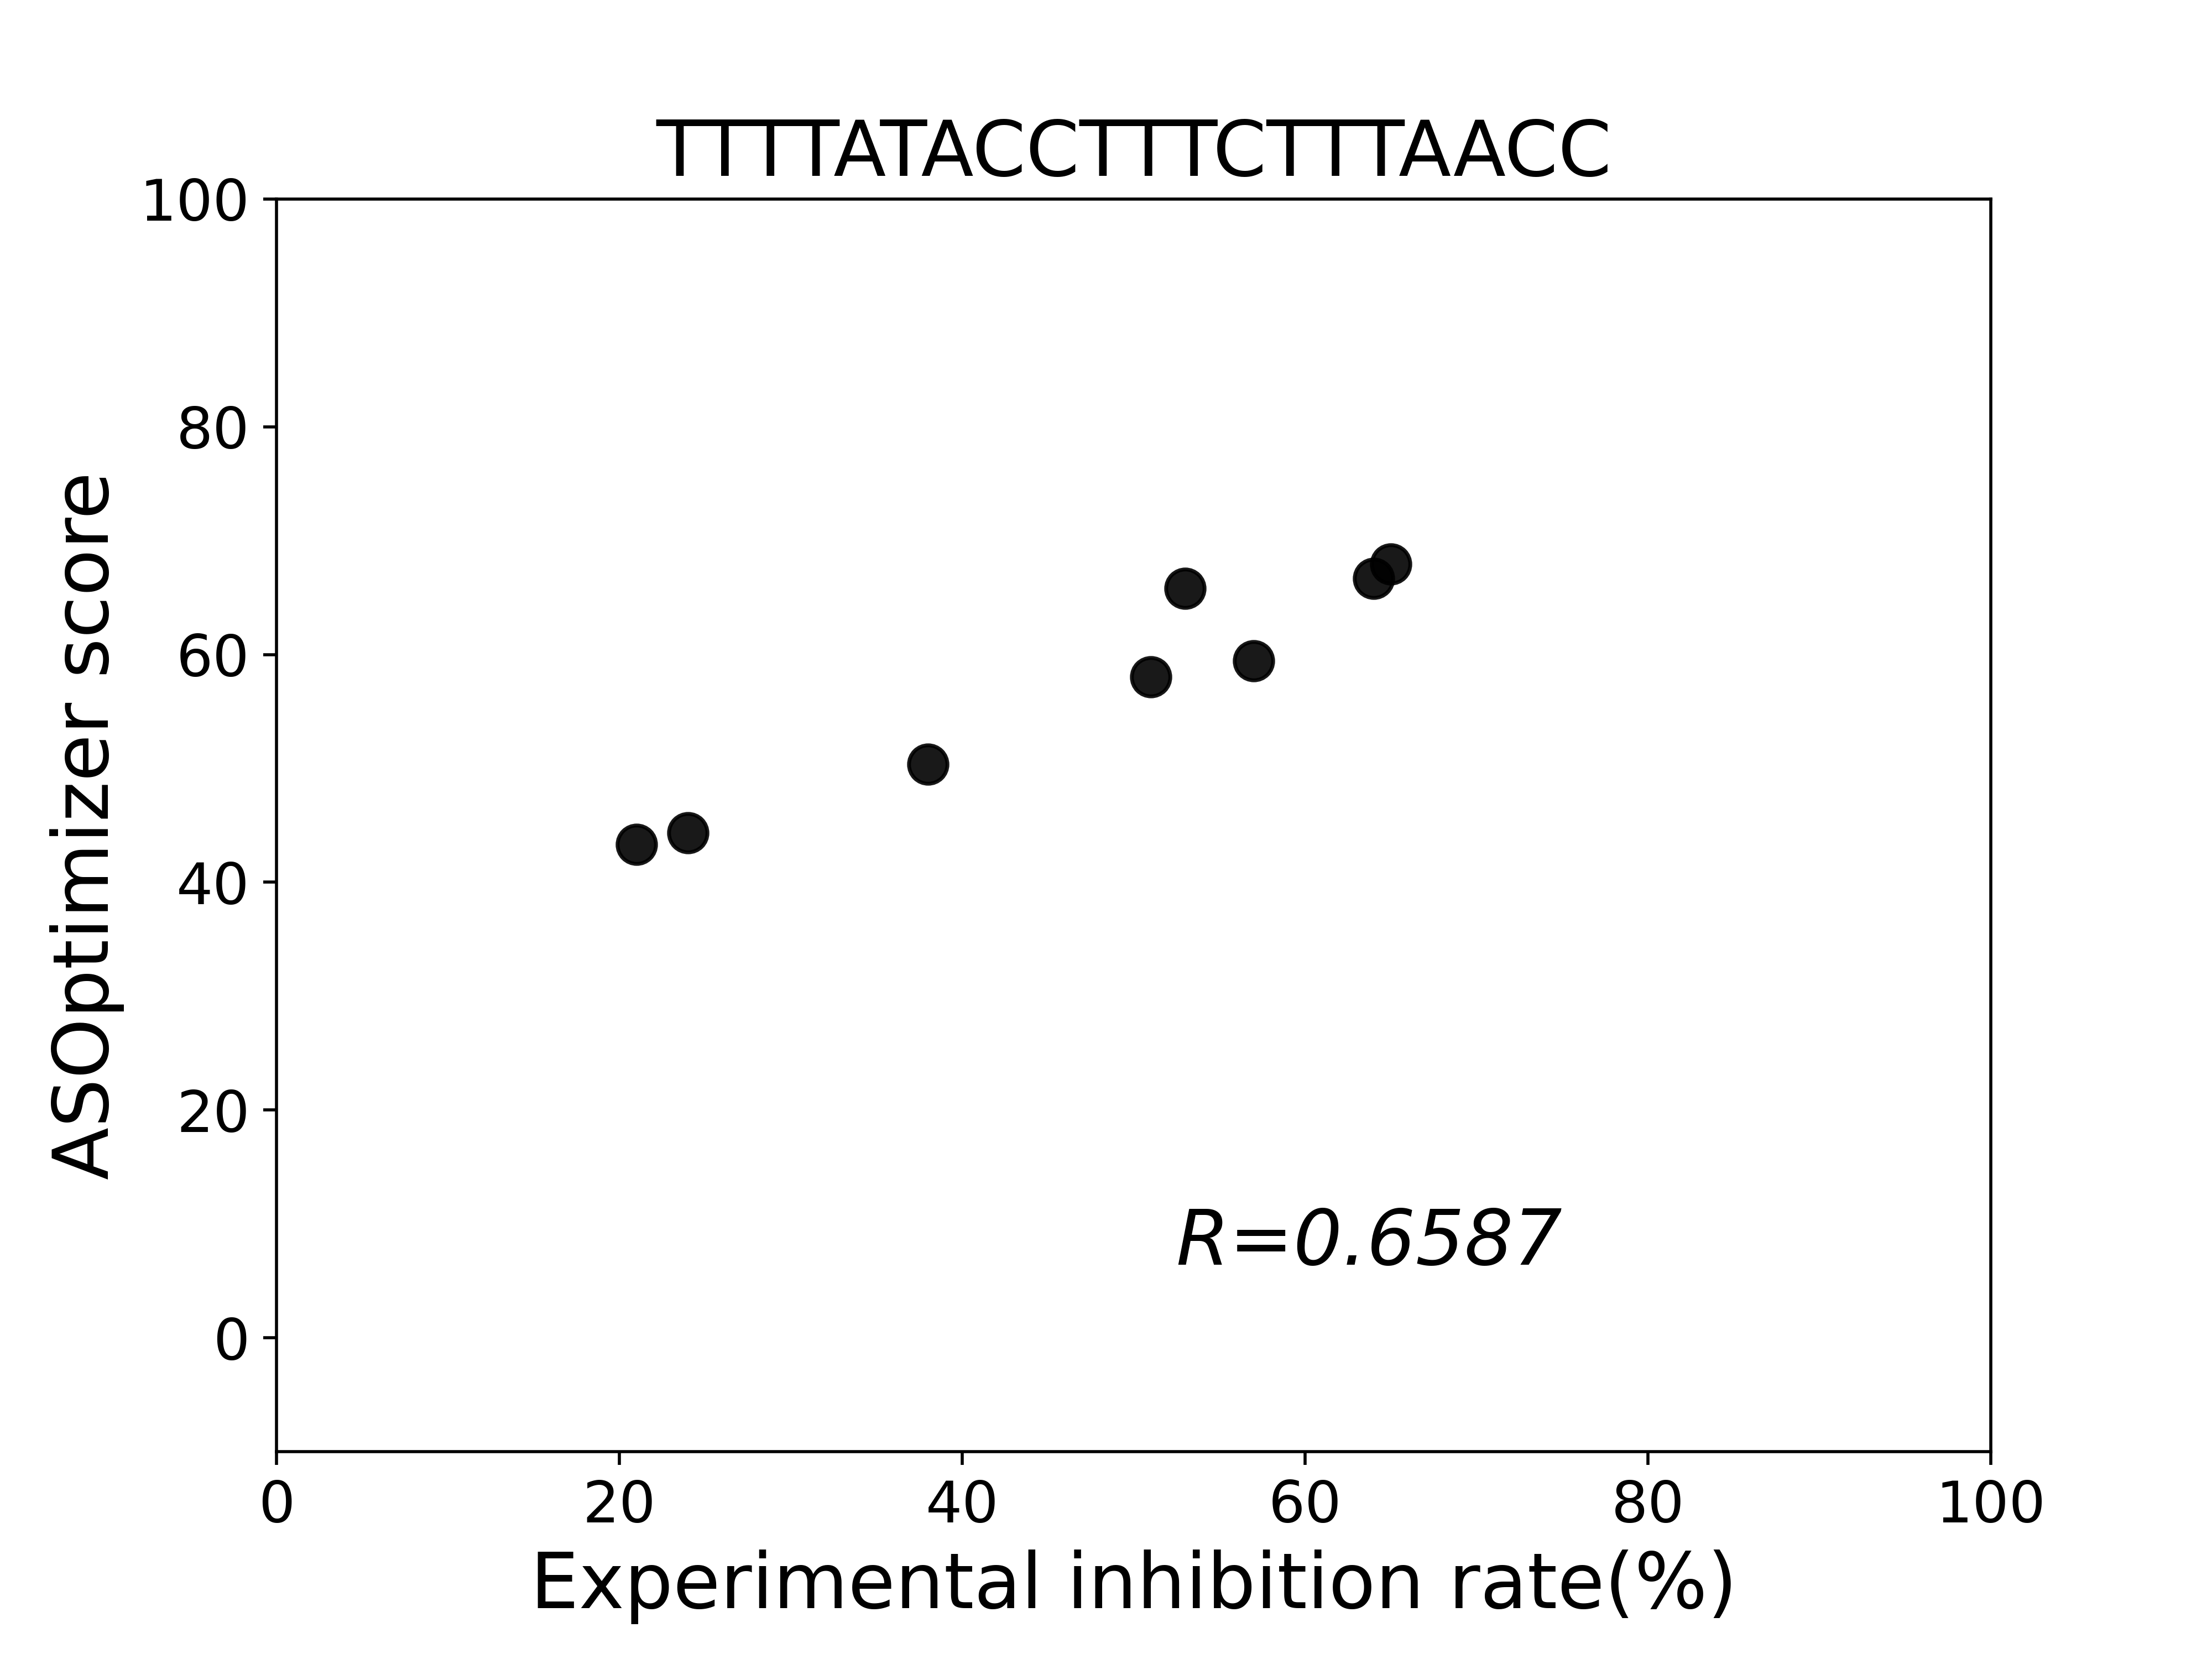 TTTTATACCTTTCTTTAACC
100
80
60
40
20
0
ASOptimizer score
R=0.6587
0 20 40 60 80 100
Experimental inhibition rate(%)